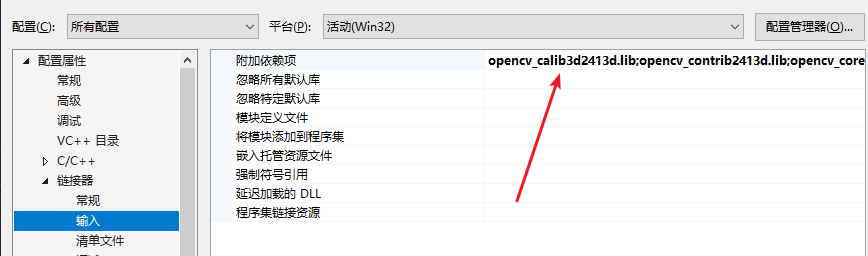 配置(C): 所有配置 平台(P): 活动(Win32) 配置管理器(O)...
配置属性
常规
高级
调试
VC++ 目录
C/C++
链接器
常规
输入
清单文件
附加依赖项 opencv_calib3d2413d.lib;opencv_contrib2413d.lib;opencv_core
忽略所有默认库
忽略特定默认库
模块定义文件
将模块添加到程序集
嵌入托管资源文件
强制符号引用
延迟加载的 DLL
程序集链接资源